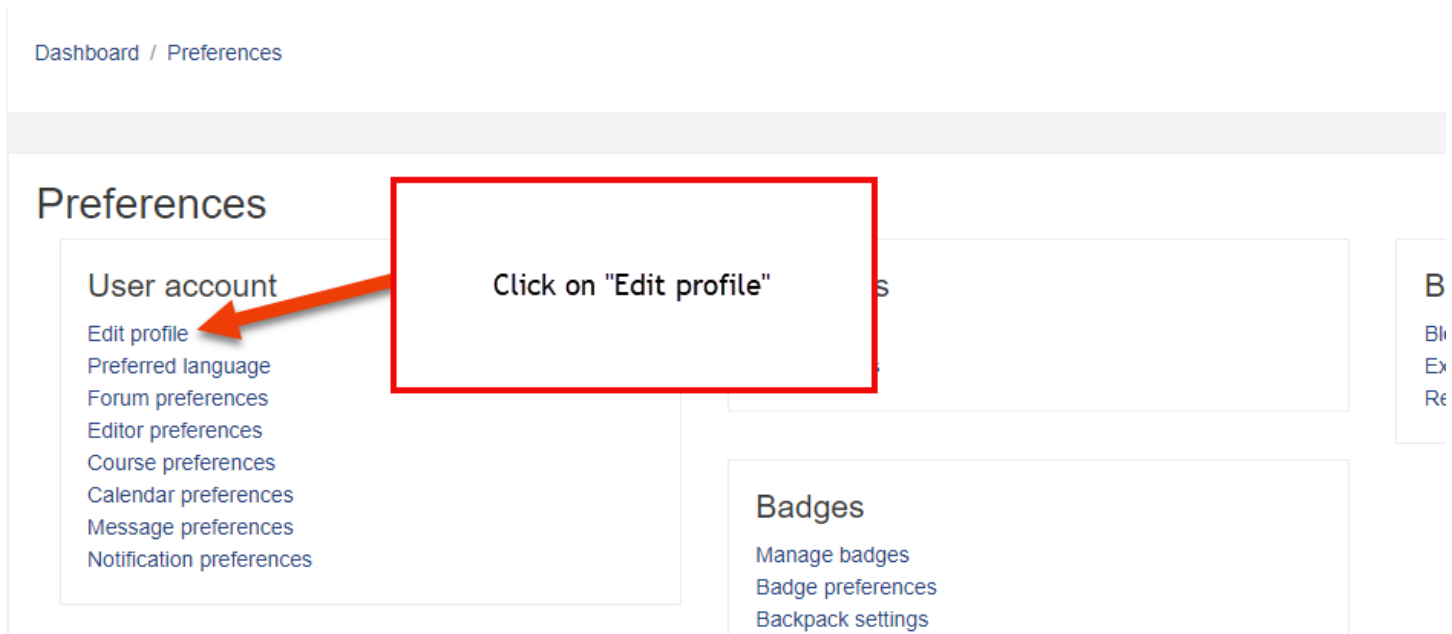 Dashboard / Preferences
Preferences
User account
Edit profile
Preferred language
Forum preferences
Editor preferences
Course preferences
Calendar preferences
Message preferences
Notification preferences
Click on "Edit profile"
Badges
Manage badges
Badge preferences
Backpack settings